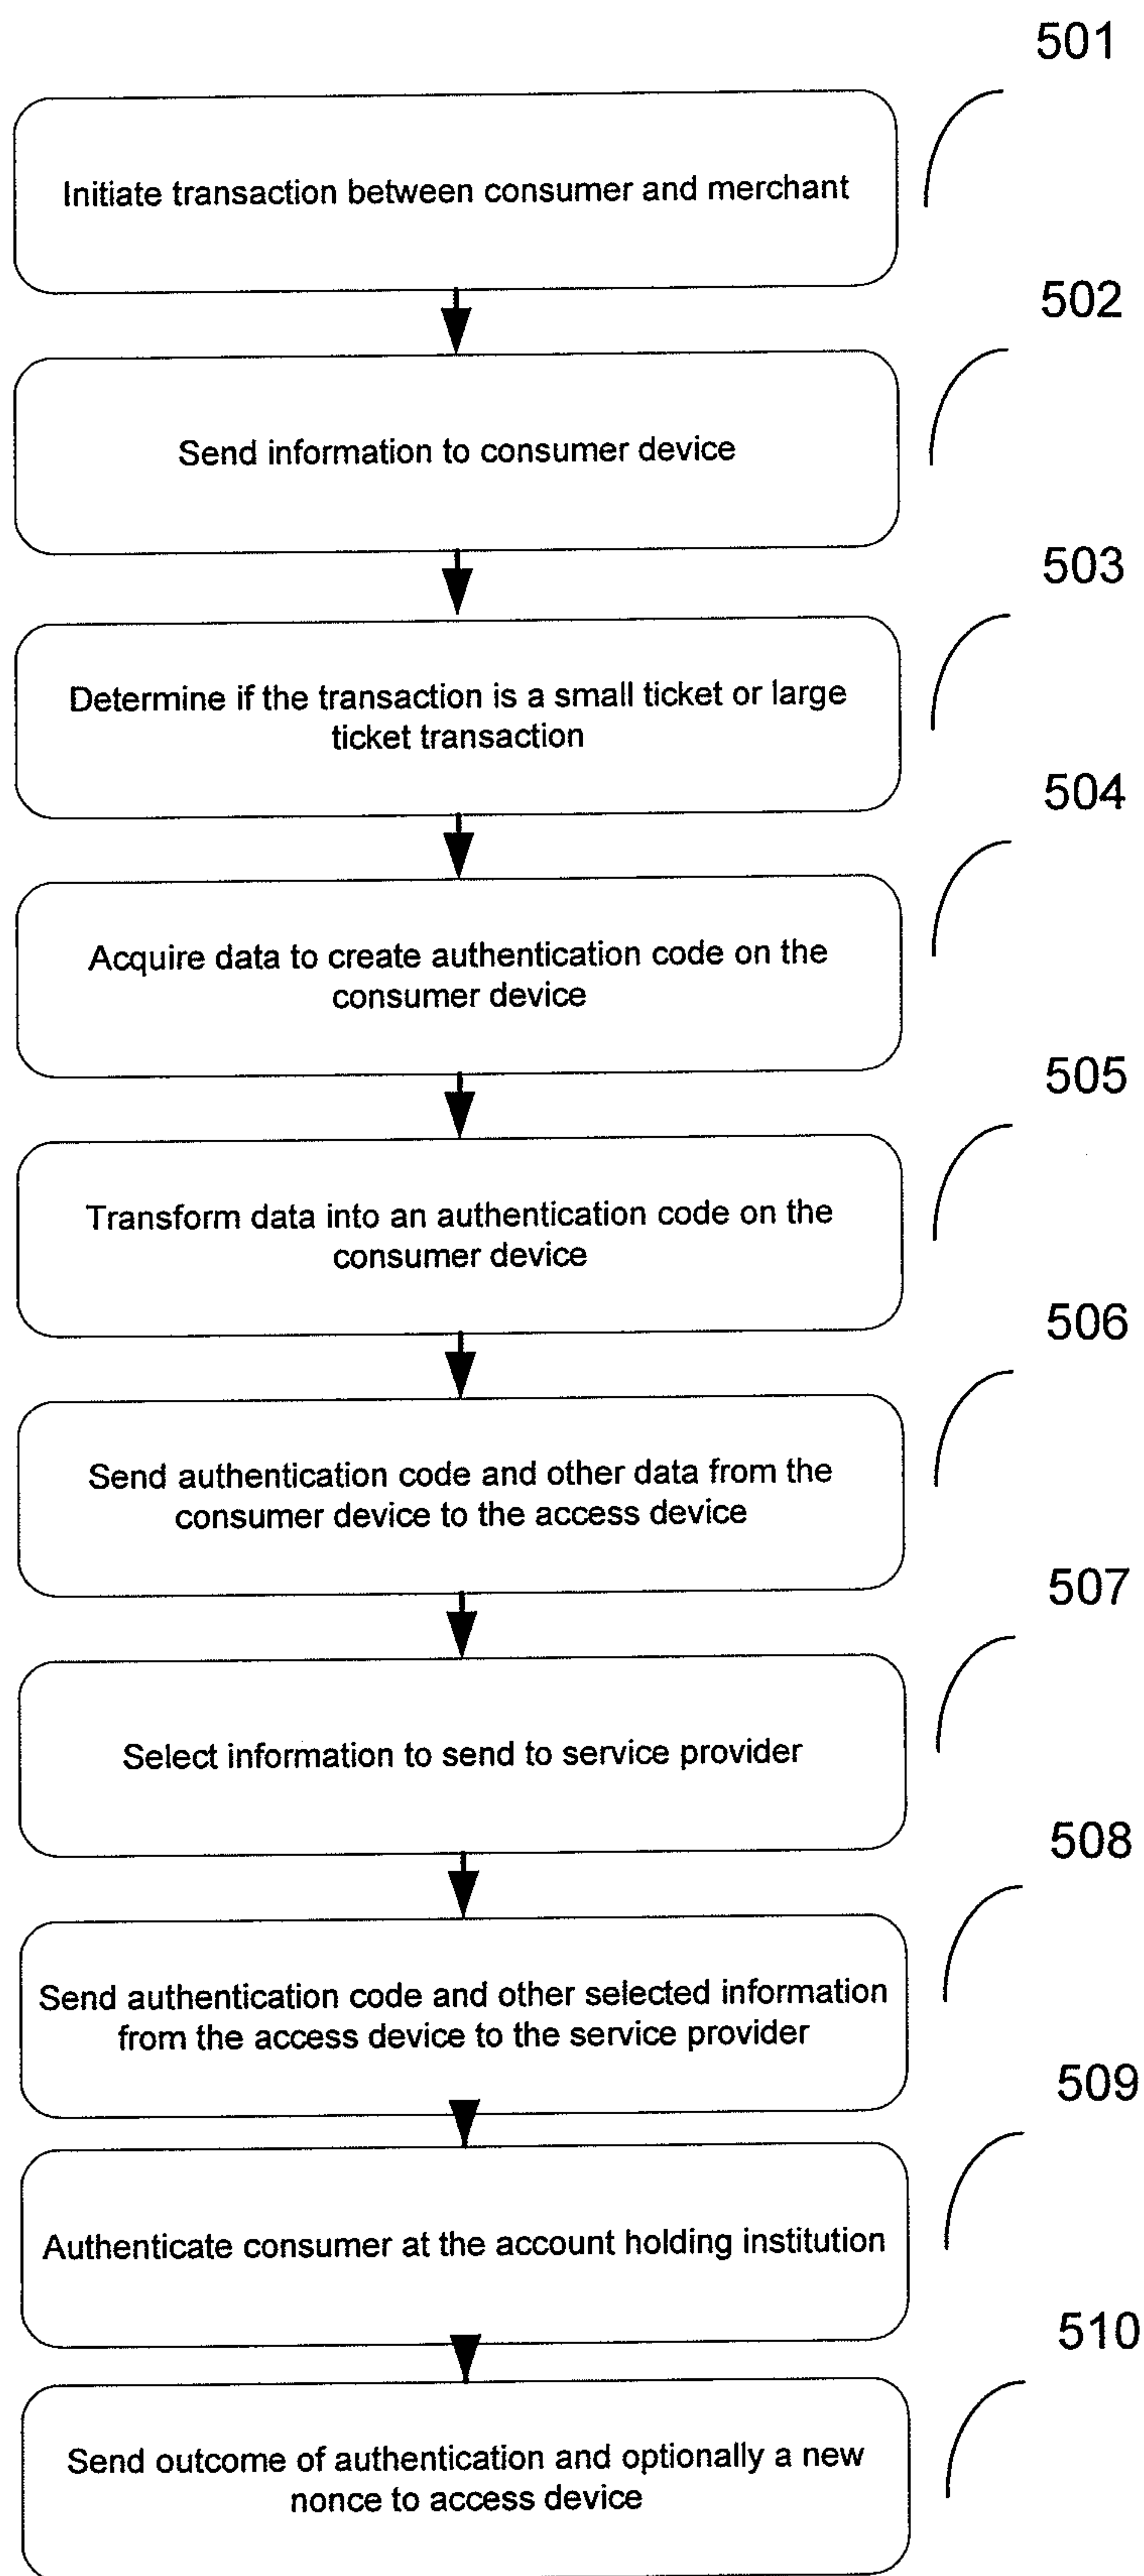 501
Initiate transaction between consumer and merchant
502
Send information to consumer device
503
Determine if the transaction is a small ticket or large
ticket transaction
504
Acquire data to create authentication code on the
consumer device
505
Transform data into an authentication code on the
consumer device
506
Send authentication code and other data from the
consumer device to the access device
507
Select information to send to service provider
508
Send authentication code and other selected information
from the access device to the service provider
509
Authenticate consumer at the account holding institution
510
Send outcome of authentication and optionally a new
nonce to access device